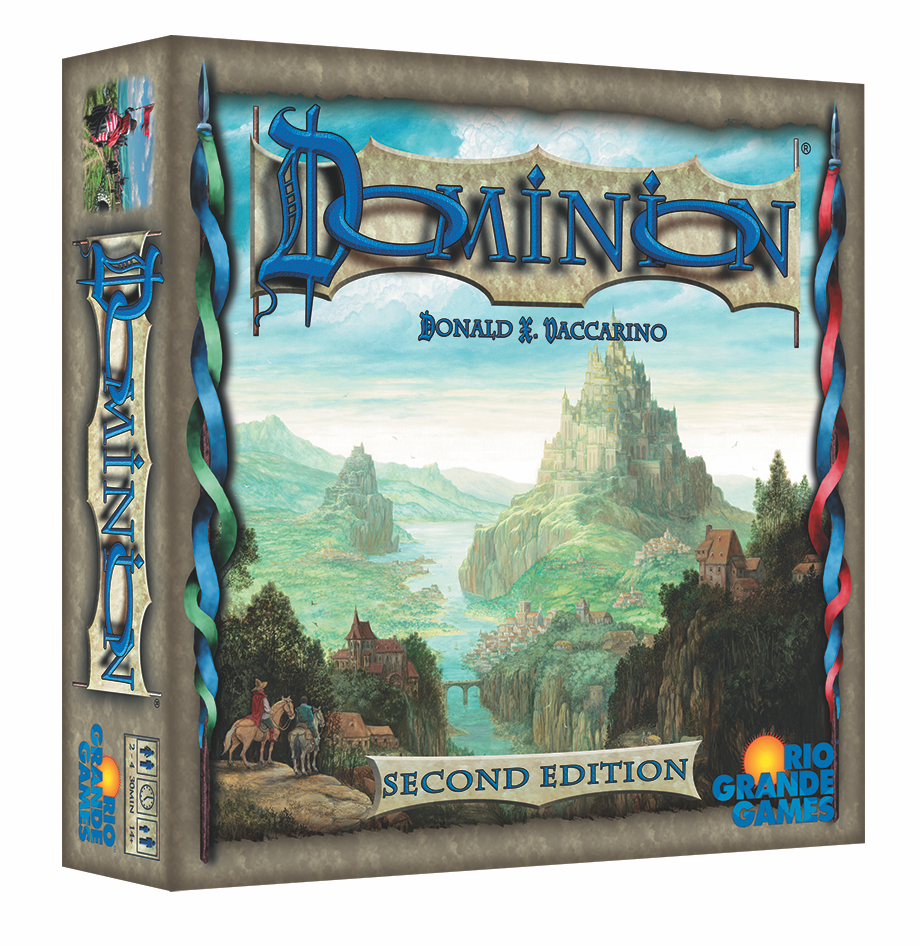 DOMINION ®
DONALD X. VACCARINO
SECOND EDITION
RIO
GRANDE
GAMES
DOMINION ®
RIO
GRANDE
GAMES
2 - 4 30MIN 14+